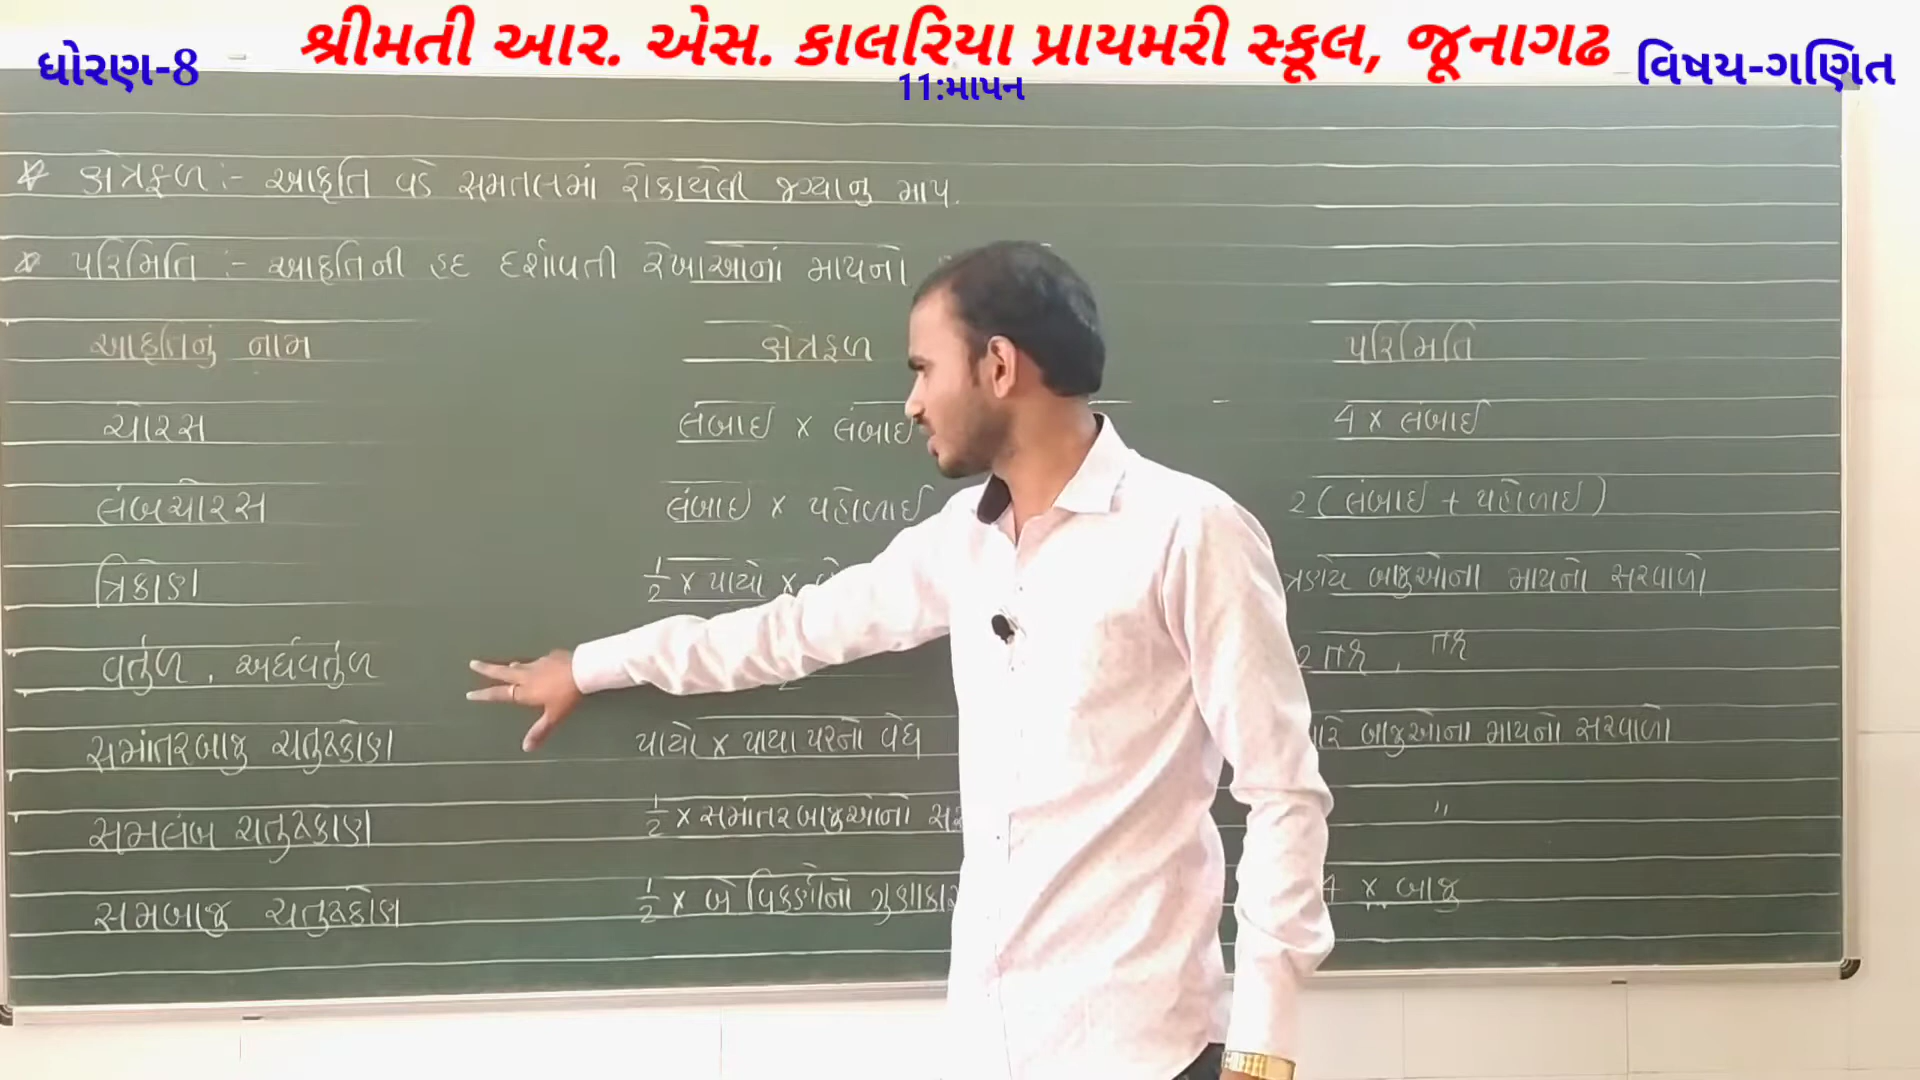 શ્રીમતી આર. એસ. કાલરિયા પ્રાયમરી સ્કૂલ, જૂનાગઢ
ધોરણ-8
વિષય-ગણિત
11:માપન
* ક્ષેત્રફળ :- આકૃતિ વડે સમતલમાં રોકાયેલી જગ્યાનુ માપ.
* પરિમિતિ :- આકૃતિની હદ દર્શાવતી રેખાઓનાં માપનો
આકૃતિનું નામ ક્ષેત્રફળ પરિમિતિ
ચોરસ લંબાઈ × લંબાઈ 4 × લંબાઈ
લંબચોરસ લંબાઈ × પહોળાઈ 2 ( લંબાઈ + પહોળાઈ )
ત્રિકોણ 1/2 × પાયો × ત્રણેય બાજુઓના માપનો સરવાળો
વર્તુળ , અર્ધવર્તુળ 2 πr , πr
સમાંતરબાજુ ચતુષ્કોણ પાયો × પાયા પરનો વેધ બાજુઓના માપનો સરવાળો
સમલંબ ચતુષ્કોણ 1/2 × સમાંતર બાજુઓનો "
સમબાજુ ચતુષ્કોણ 1/2 × બે વિકર્ણોનો ગુણાકાર 4 × બાજુ